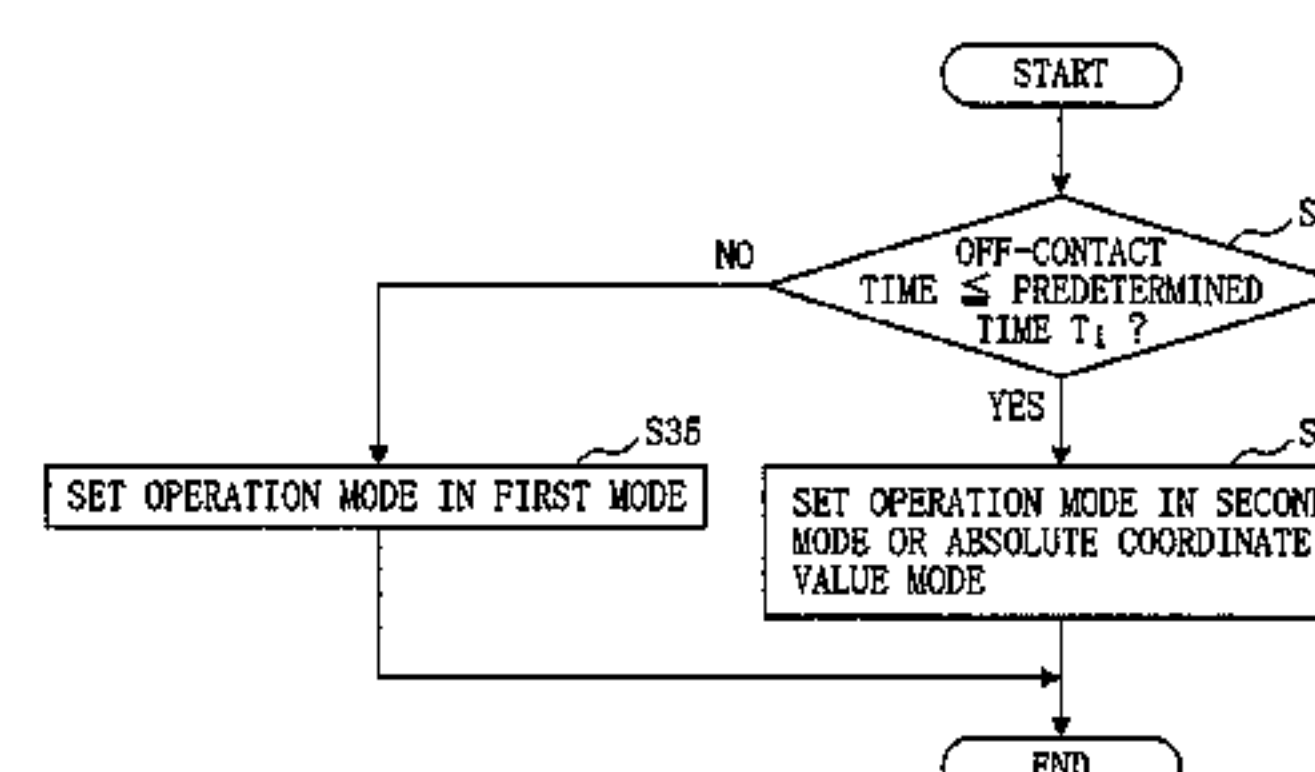 START
NO
OFF-CONTACT
TIME ≦ PREDETERMINED
TIME T₁ ?
YES
S35
SET OPERATION MODE IN FIRST MODE
SET OPERATION MODE IN
MODE OR ABSOLUTE COORDINATE
VALUE MODE
END